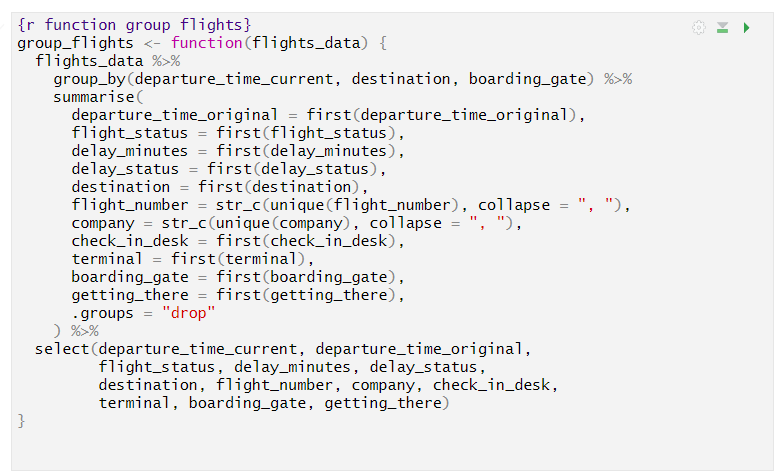 {r function group flights}
group_flights <- function(flights_data) {
  flights_data %>%
    group_by(departure_time_current, destination, boarding_gate) %>%
    summarise(
      departure_time_original = first(departure_time_original),
      flight_status = first(flight_status),
      delay_minutes = first(delay_minutes),
      delay_status = first(delay_status),
      destination = first(destination),
      flight_number = str_c(unique(flight_number), collapse = ", "),
      company = str_c(unique(company), collapse = ", "),
      check_in_desk = first(check_in_desk),
      terminal = first(terminal),
      boarding_gate = first(boarding_gate),
      getting_there = first(getting_there),
      .groups = "drop"
    ) %>%
  select(departure_time_current, departure_time_original,
         flight_status, delay_minutes, delay_status,
         destination, flight_number, company, check_in_desk,
         terminal, boarding_gate, getting_there)
}